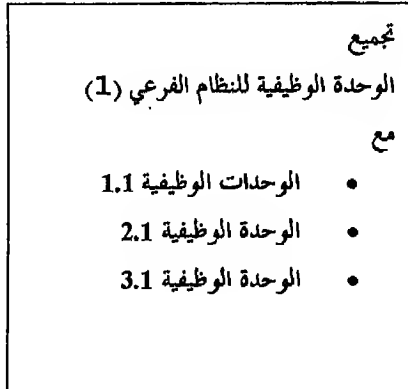 تجميع
الوحدة الوظيفية للنظام الفرعي (1)
مع
• الوحدات الوظيفية 1.1
• الوحدة الوظيفية 2.1
• الوحدة الوظيفية 3.1